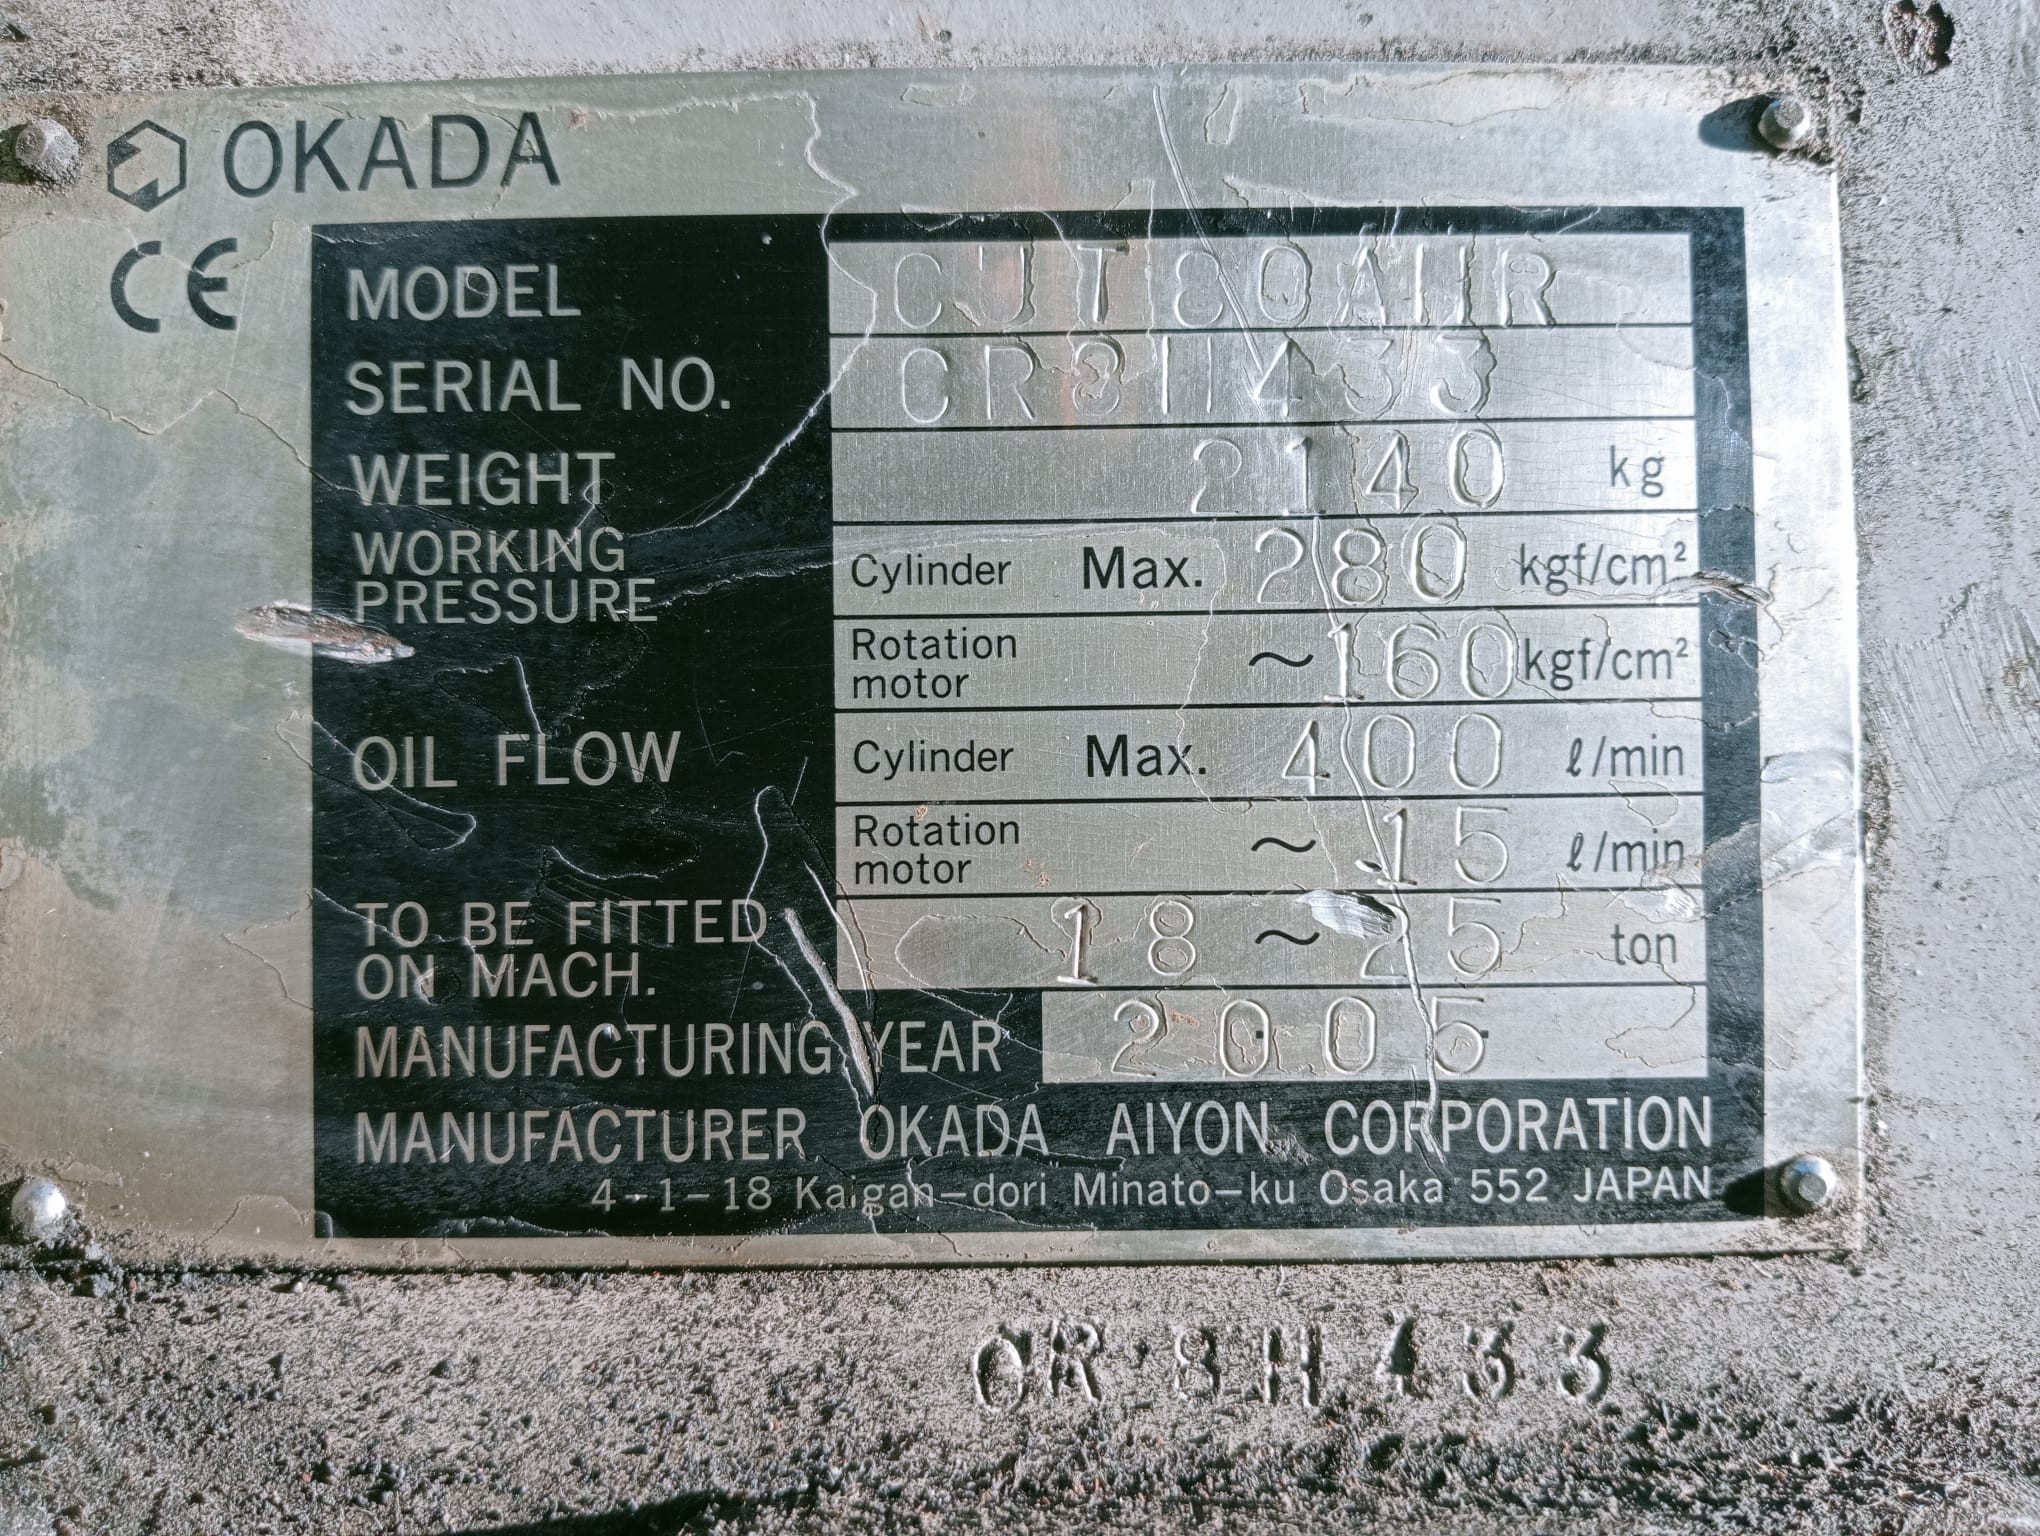 OKADA
CE
MODEL CUT80AHR
SERIAL NO. CR8H433
WEIGHT 2140 kg
WORKING PRESSURE Cylinder Max. 280 kgf/cm²
Rotation motor ~160 kgf/cm²
OIL FLOW Cylinder Max. 400 ℓ/min
Rotation motor ~15 ℓ/min
TO BE FITTED ON MACH. 18 ~ 25 ton
MANUFACTURING YEAR 2005
MANUFACTURER OKADA AIYON CORPORATION
4-1-18 Kaigan-dori Minato-ku Osaka 552 JAPAN
CR8H433